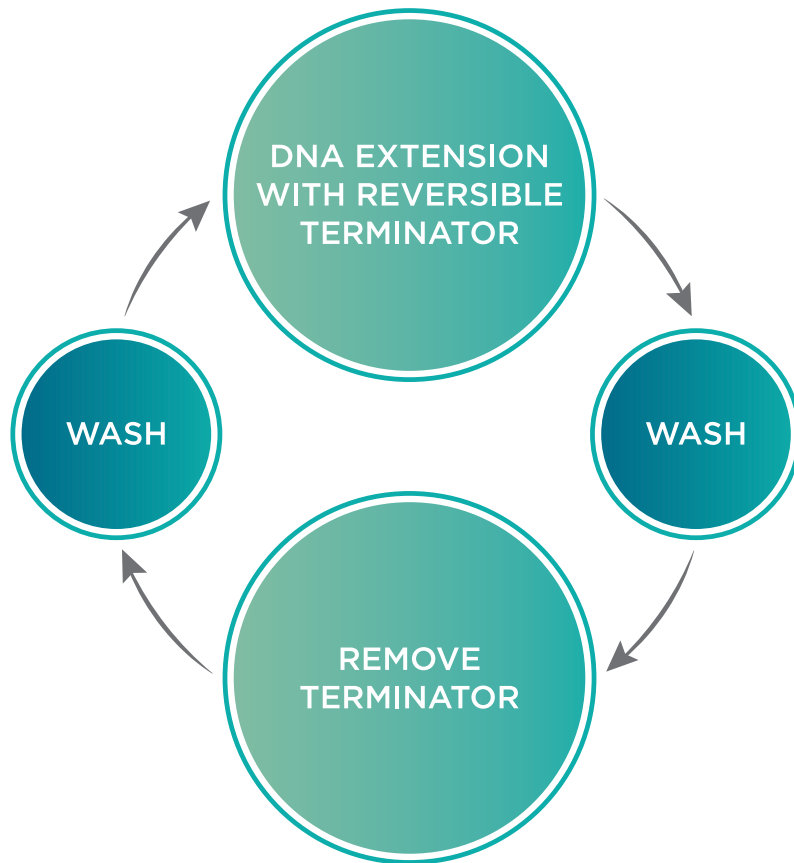 DNA EXTENSION
WITH REVERSIBLE
TERMINATOR
WASH
WASH
REMOVE
TERMINATOR